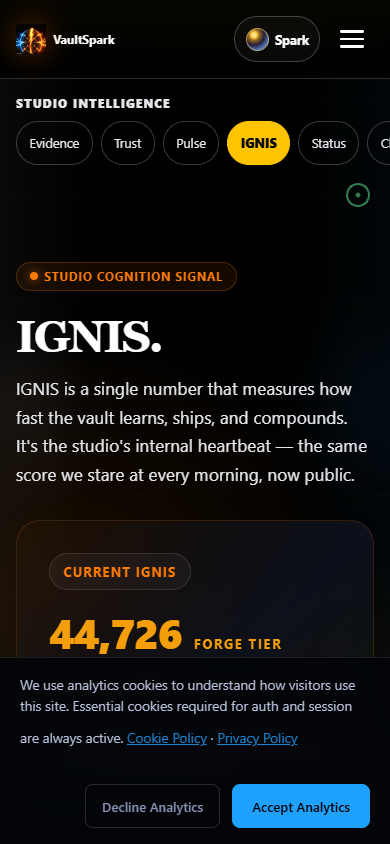 VaultSpark
Spark
STUDIO INTELLIGENCE
Evidence
Trust
Pulse
IGNIS
Status
STUDIO COGNITION SIGNAL
IGNIS.
IGNIS is a single number that measures how
fast the vault learns, ships, and compounds.
It's the studio's internal heartbeat — the same
score we stare at every morning, now public.
CURRENT IGNIS
44,726 FORGE TIER
We use analytics cookies to understand how visitors use
this site. Essential cookies required for auth and session
are always active. Cookie Policy · Privacy Policy
Decline Analytics
Accept Analytics